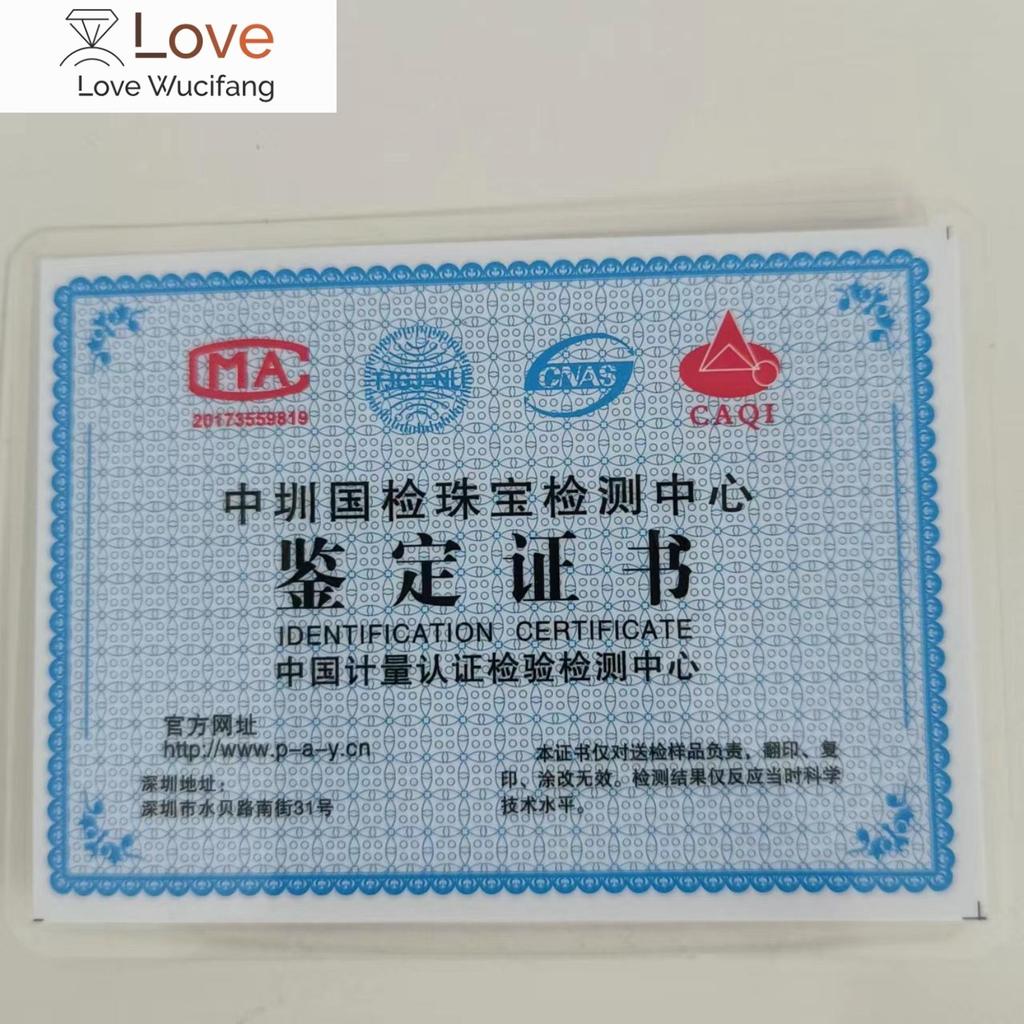 Love
Love Wucifang
CMA
20173559819
CNAS
CAQI
中圳国检珠宝检测中心
鉴定证书
IDENTIFICATION CERTIFICATE
中国计量认证检验检测中心
官方网址
http://www.p-a-y.cn
深圳地址:
深圳市水贝路南街31号
本证书仅对送检样品负责,翻印、复
印、涂改无效。检测结果仅反应当时科学
技术水平。